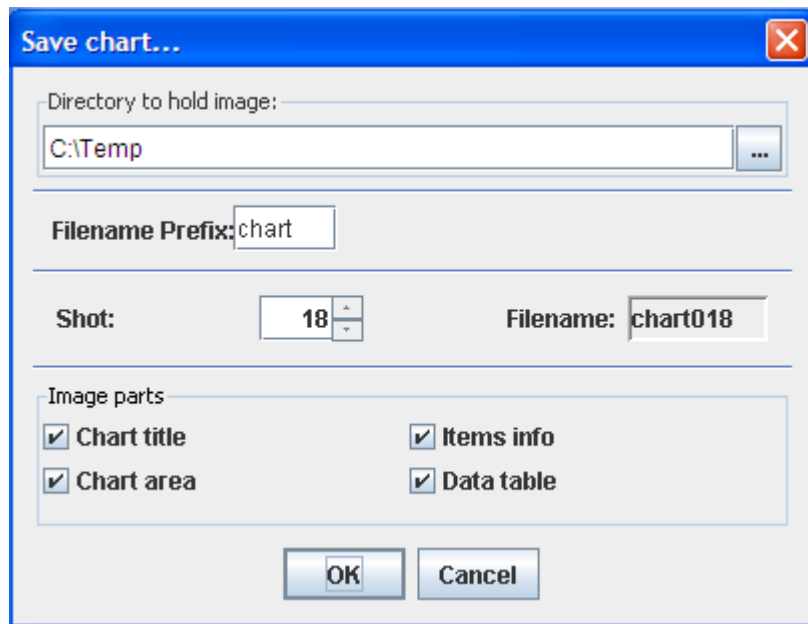 Save chart...
Directory to hold image:
C:\Temp
...
Filename Prefix: chart
Shot: 18 Filename: chart018
Image parts
Chart title Items info
Chart area Data table
OK Cancel